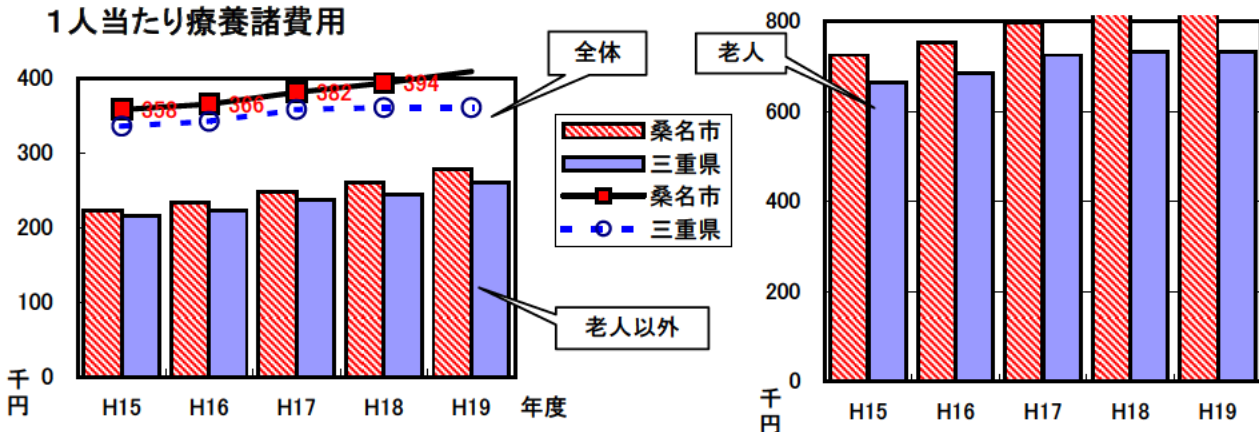 1人当たり療養諸費用
全体
400
358
366
382
394
300
200
100
0
千円
H15
H16
H17
H18
H19
年度
桑名市
三重県
桑名市
三重県
老人以外
老人
800
600
400
200
0
千円
H15
H16
H17
H18
H19